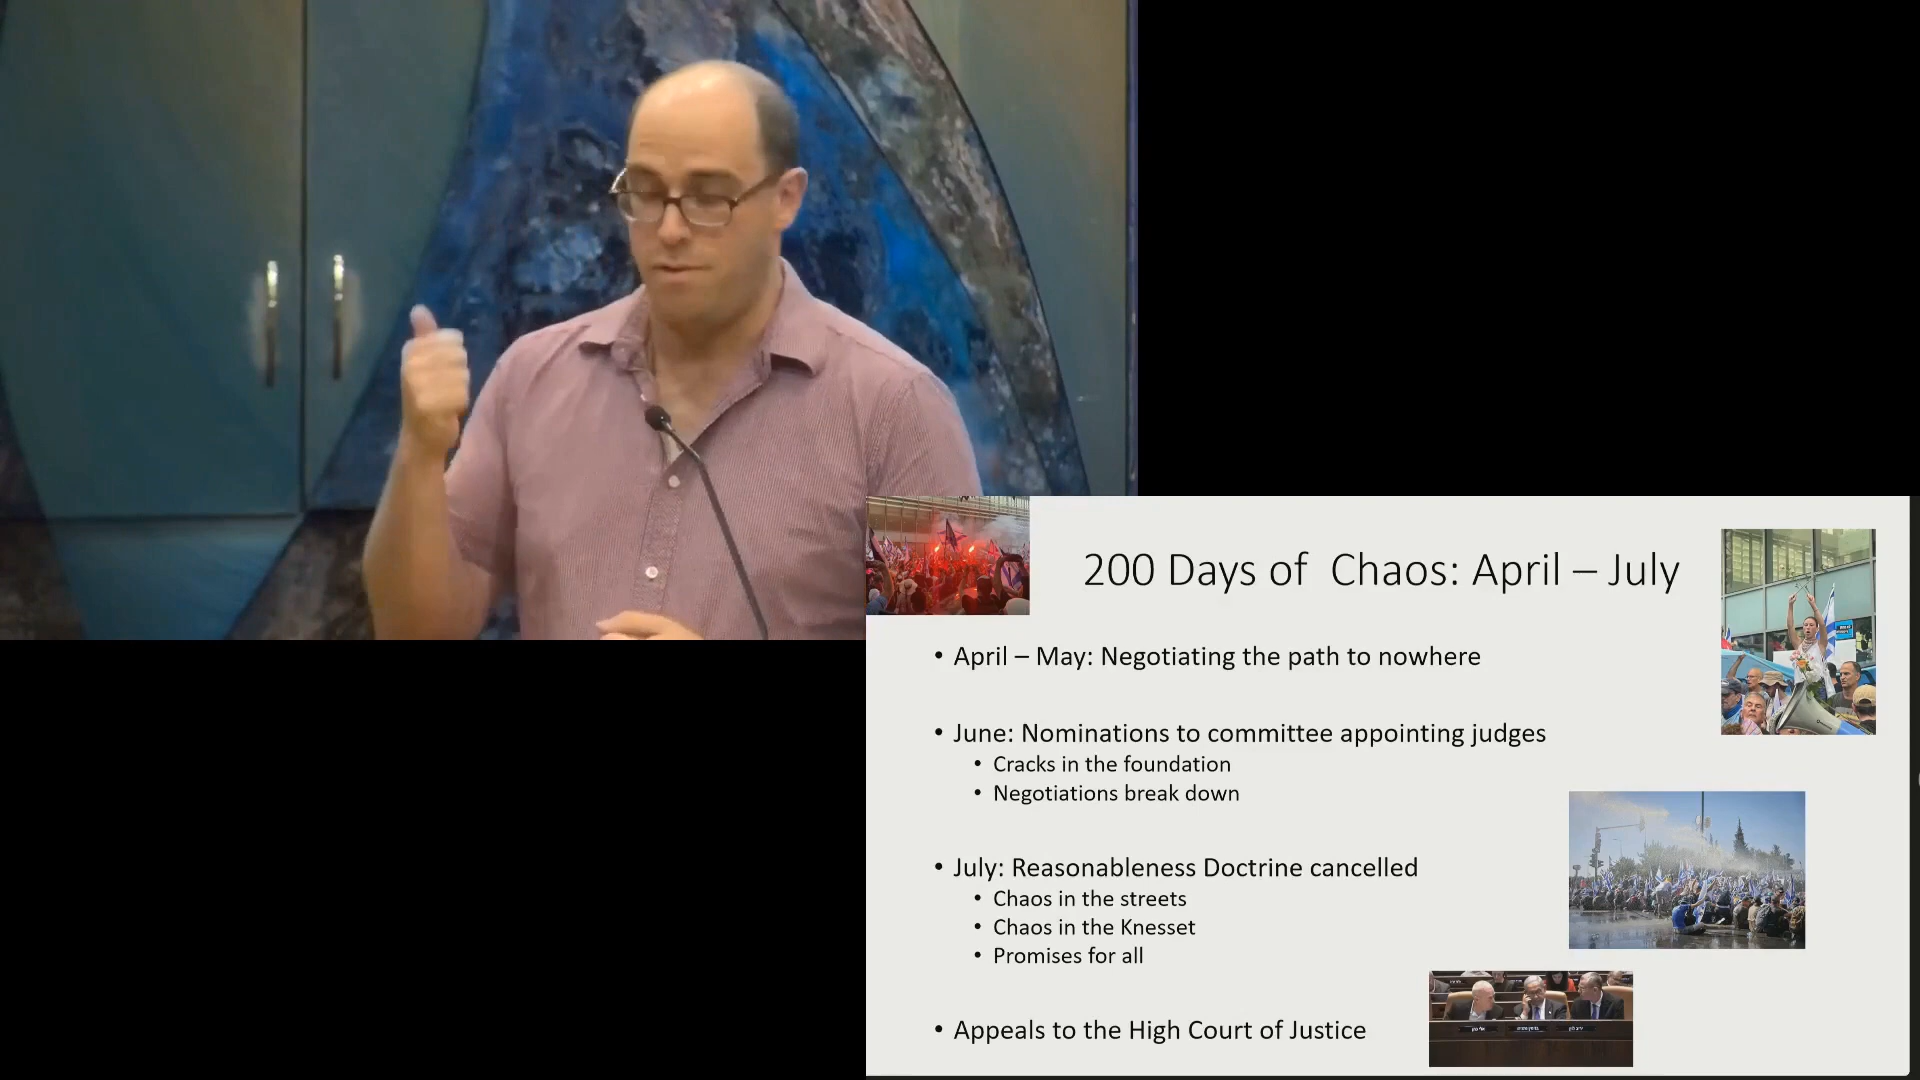 200 Days of Chaos: April – July
• April – May: Negotiating the path to nowhere
• June: Nominations to committee appointing judges
• Cracks in the foundation
• Negotiations break down
• July: Reasonableness Doctrine cancelled
• Chaos in the streets
• Chaos in the Knesset
• Promises for all
• Appeals to the High Court of Justice